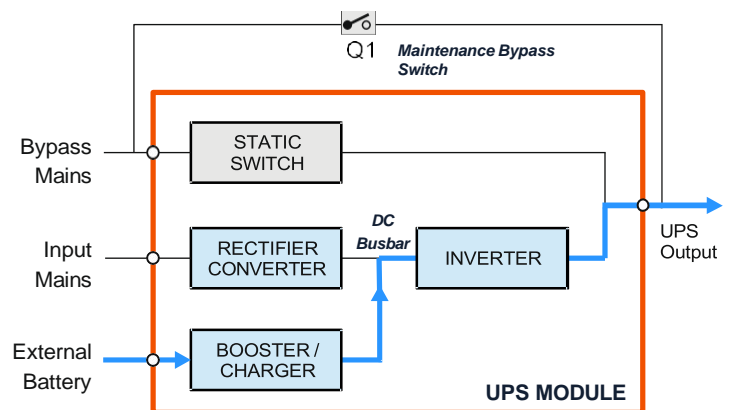 Q1
Maintenance Bypass
Switch
Bypass
Mains
STATIC
SWITCH
Input
Mains
RECTIFIER
CONVERTER
DC
Busbar
INVERTER
UPS
Output
External
Battery
BOOSTER /
CHARGER
UPS MODULE